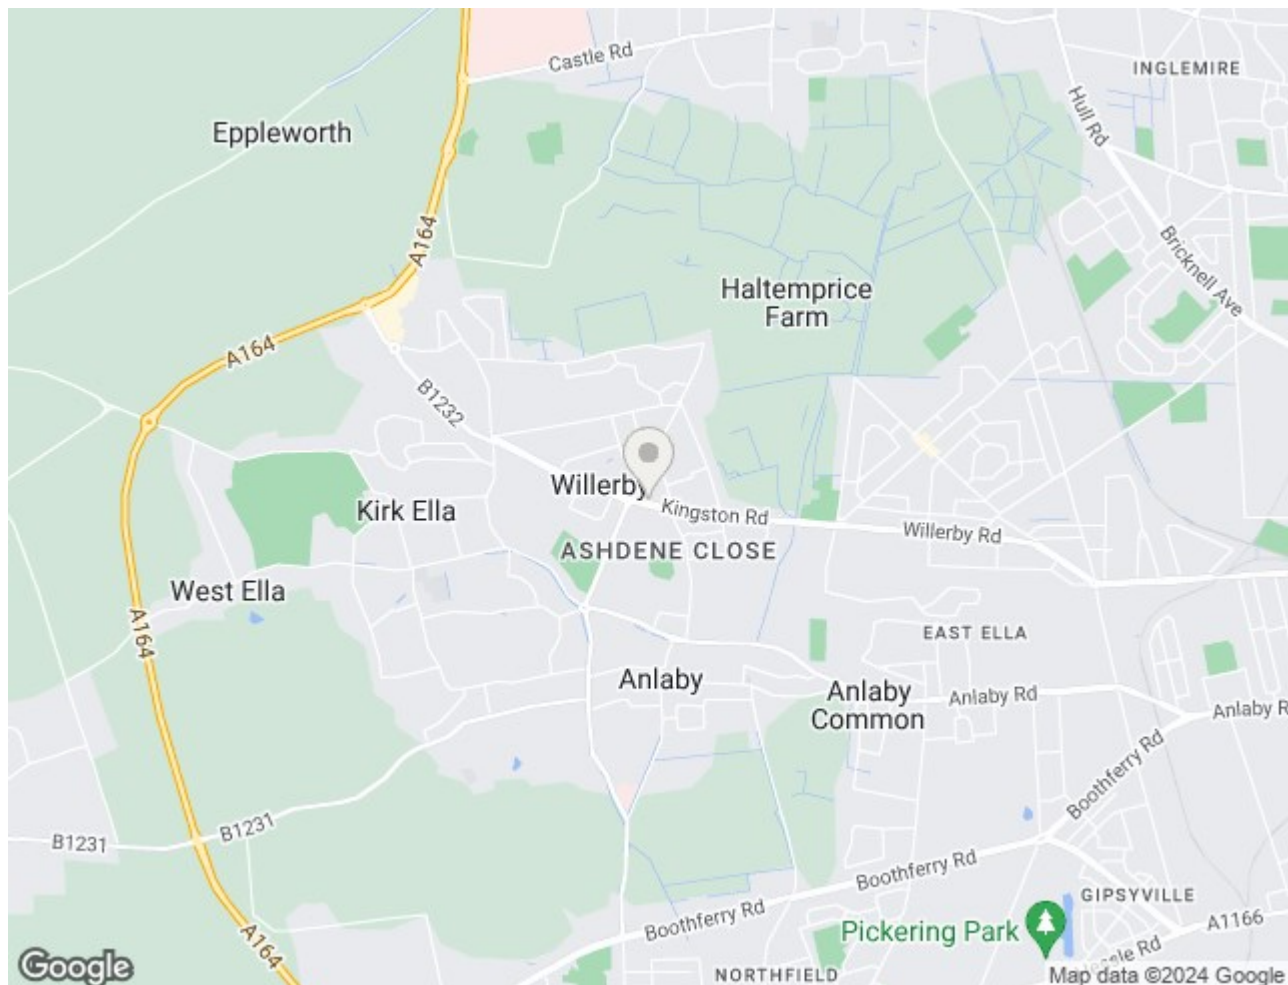 Castle Rd
INGLEMIRE
Hull Rd
Eppleworth
A164
Bricknell Ave
Haltemprice
Farm
A164
B1232
Willerby
Kirk Ella
Kingston Rd
Willerby Rd
ASHDENE CLOSE
West Ella
A164
EAST ELLA
Anlaby
Anlaby
Common
Anlaby Rd
Anlaby R
Boothferry Rd
B1231
B1231
Boothferry Rd
GIPSYVILLE
Boothferry Rd
Pickering Park
A1166
A164
Rd
NORTHFIELD
Google
Map data ©2024 Google